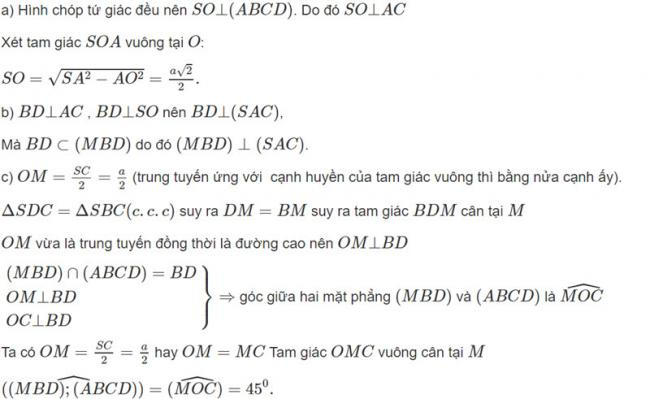 a) Hình chóp tứ giác đều nên SO⊥(ABCD). Do đó SO⊥AC
Xét tam giác SOA vuông tại O:
SO = √(SA² − AO²) = a√2/2.
b) BD⊥AC , BD⊥SO nên BD⊥(SAC),
Mà BD ⊂ (MBD) do đó (MBD) ⊥ (SAC).
c) OM = SC/2 = a/2 (trung tuyến ứng với cạnh huyền của tam giác vuông thì bằng nửa cạnh ấy).
ΔSDC = ΔSBC(c. c. c) suy ra DM = BM suy ra tam giác BDM cân tại M
OM vừa là trung tuyến đồng thời là đường cao nên OM⊥BD
(MBD) ∩ (ABCD) = BD
OM⊥BD
OC⊥BD
} ⇒ góc giữa hai mặt phẳng (MBD) và (ABCD) là \widehat{MOC}
Ta có OM = SC/2 = a/2 hay OM = MC Tam giác OMC vuông cân tại M
(\widehat{(MBD);(ABCD)}) = (\widehat{MOC}) = 45⁰.